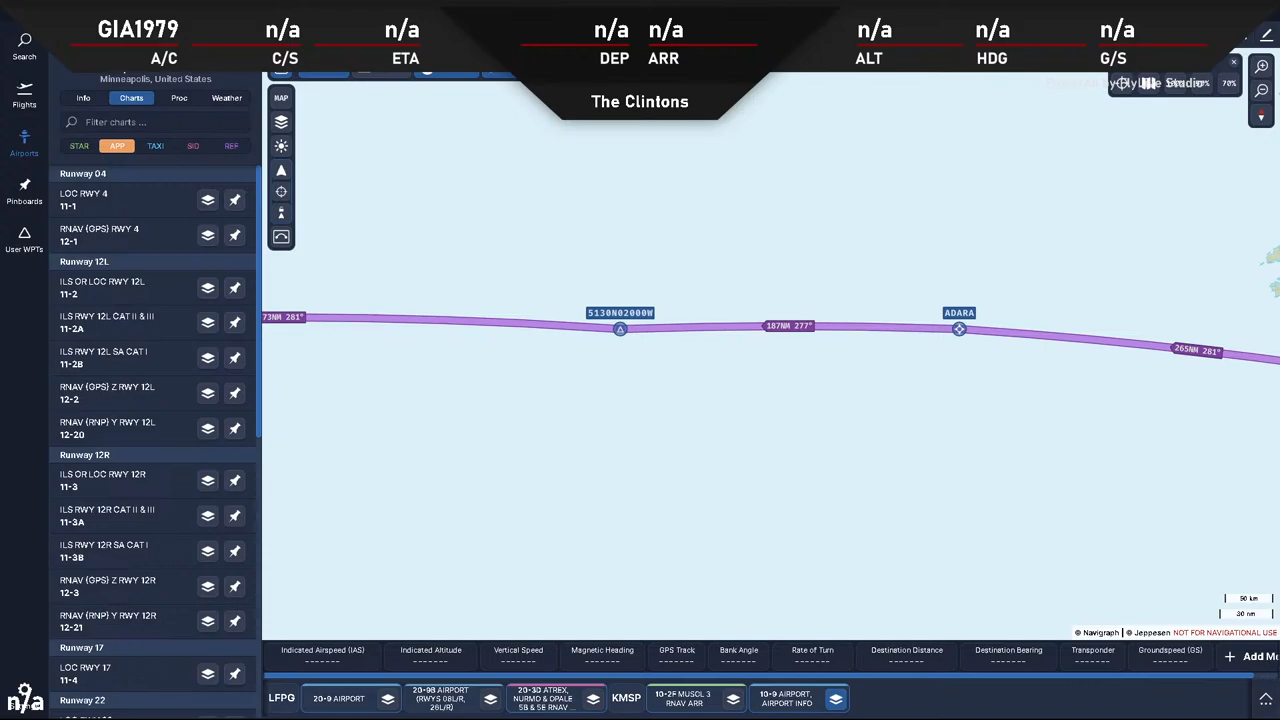 GIA1979
A/C
n/a
C/S
n/a
ETA
n/a
DEP
n/a
ARR
n/a
ALT
n/a
HDG
n/a
G/S
The Clintons
Studio
70%
Search
Flights
Airports
Pinboards
User WPTs
n/a
Minneapolis, United States
Info Charts Proc Weather
Filter charts ...
STAR APP TAXI SID REF
Runway 04
LOC RWY 4
11-1
RNAV (GPS) RWY 4
12-1
Runway 12L
ILS OR LOC RWY 12L
11-2
ILS RWY 12L CAT II & III
11-2A
ILS RWY 12L SA CAT I
11-2B
RNAV (GPS) Z RWY 12L
12-2
RNAV (RNP) Y RWY 12L
12-20
Runway 12R
ILS OR LOC RWY 12R
11-3
ILS RWY 12R CAT II & III
11-3A
ILS RWY 12R SA CAT I
11-3B
RNAV (GPS) Z RWY 12R
12-3
RNAV (RNP) Y RWY 12R
12-21
Runway 17
LOC RWY 17
11-4
Runway 22
MAP
73NM 281°
5130N02000W
187NM 277°
ADARA
265NM 281°
50 km
30 nm
© Navigraph | © Jeppesen NOT FOR NAVIGATIONAL USE
Indicated Airspeed (IAS)
-------
Indicated Altitude
-------
Vertical Speed
-------
Magnetic Heading
-------
GPS Track
-------
Bank Angle
-------
Rate of Turn
-------
Destination Distance
-------
Destination Bearing
-------
Transponder
-------
Groundspeed (GS)
-------
+ Add Mo
LFPG
20-9 AIRPORT
20-9B AIRPORT
(RWYS 08L/R,
26L/R)
20-3D ATREX,
NURMO & OPALE
5B & 5E RNAV ...
KMSP
10-2F MUSCL 3
RNAV ARR
10-9 AIRPORT,
AIRPORT INFO